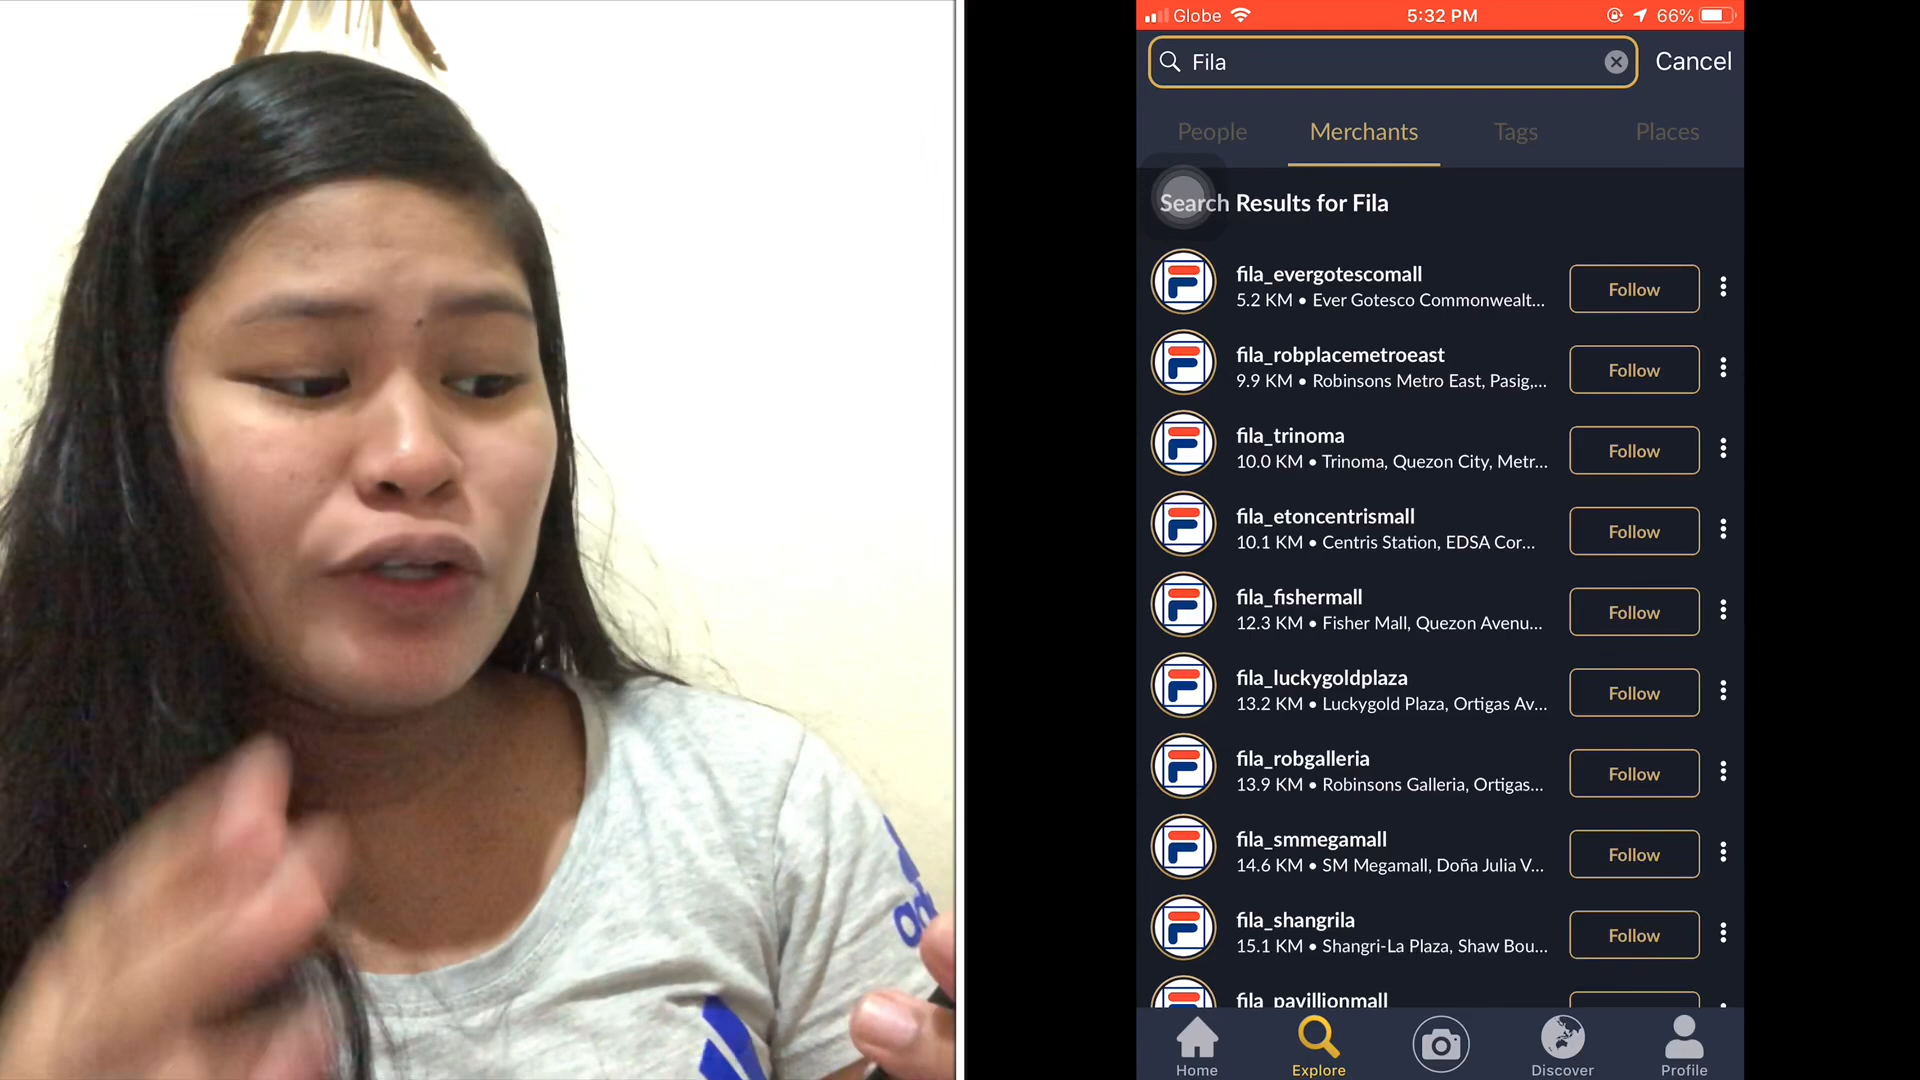 Globe
5:32 PM
66%
Fila
Cancel
People
Merchants
Tags
Places
Search Results for Fila
fila_evergotescomall
5.2 KM • Ever Gotesco Commonwealt...
Follow
fila_robplacemetroeast
9.9 KM • Robinsons Metro East, Pasig,...
Follow
fila_trinoma
10.0 KM • Trinoma, Quezon City, Metr...
Follow
fila_etoncentrismall
10.1 KM • Centris Station, EDSA Cor...
Follow
fila_fishermall
12.3 KM • Fisher Mall, Quezon Avenu...
Follow
fila_luckygoldplaza
13.2 KM • Luckygold Plaza, Ortigas Av...
Follow
fila_robgalleria
13.9 KM • Robinsons Galleria, Ortigas...
Follow
fila_smmegamall
14.6 KM • SM Megamall, Doña Julia V...
Follow
fila_shangrila
15.1 KM • Shangri-La Plaza, Shaw Bou...
Follow
fila_pavillionmall
Home
Explore
Discover
Profile